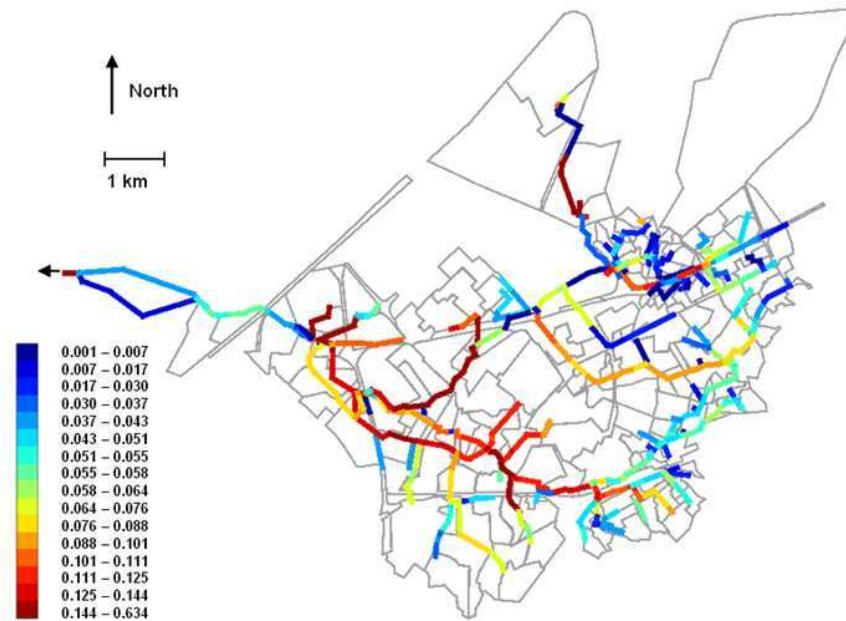 North
1 km
0.001 – 0.007
0.007 – 0.017
0.017 – 0.030
0.030 – 0.037
0.037 – 0.043
0.043 – 0.051
0.051 – 0.055
0.055 – 0.058
0.058 – 0.064
0.064 – 0.076
0.076 – 0.088
0.088 – 0.101
0.101 – 0.111
0.111 – 0.125
0.125 – 0.144
0.144 – 0.634